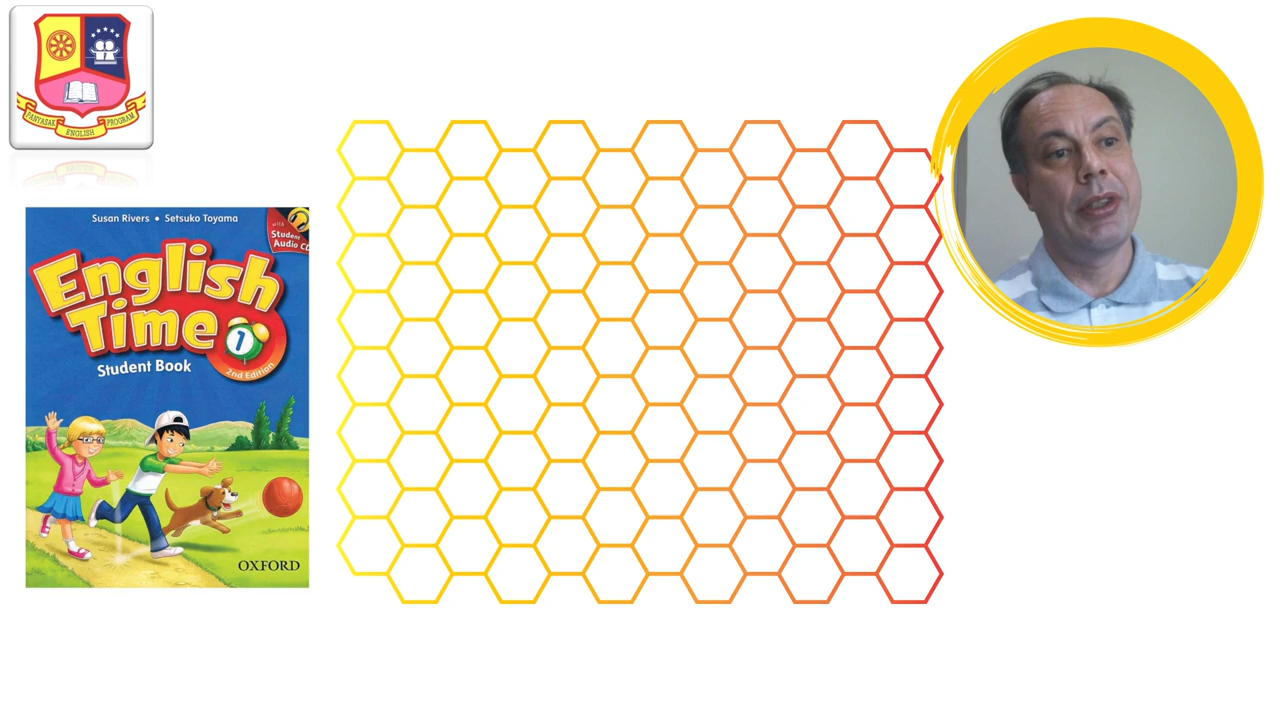 PANYASAK ENGLISH PROGRAM
Susan Rivers • Setsuko Toyama
with
Student
Audio CD
English
Time 1
2nd Edition
Student Book
OXFORD